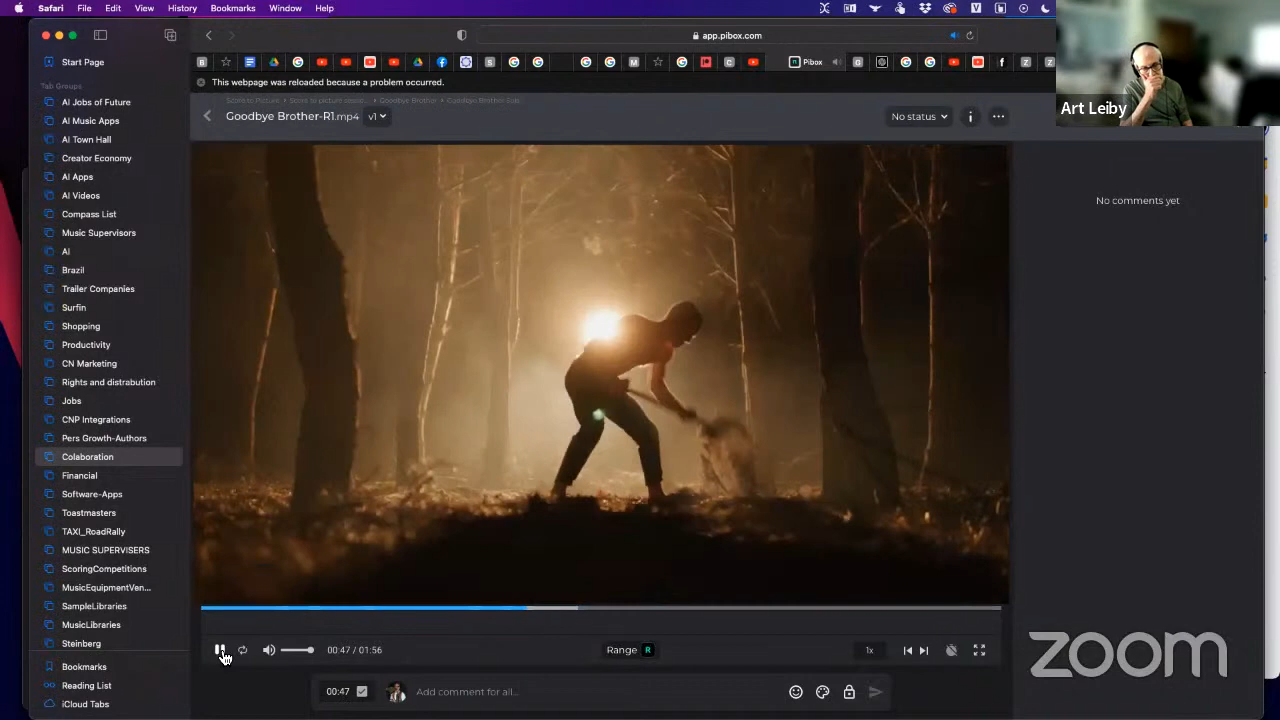 Safari File Edit View History Bookmarks Window Help
app.pibox.com
Start Page
Tab Groups
AI Jobs of Future
AI Music Apps
AI Town Hall
Creator Economy
AI Apps
AI Videos
Compass List
Music Supervisors
AI
Brazil
Trailer Companies
Surfin
Shopping
Productivity
CN Marketing
Rights and distrabution
Jobs
CNP Integrations
Pers Growth-Authors
Colaboration
Financial
Software-Apps
Toastmasters
TAXI_RoadRally
MUSIC SUPERVISERS
ScoringCompetitions
MusicEquipmentVen...
SampleLibraries
MusicLibraries
Steinberg
Bookmarks
Reading List
iCloud Tabs
Pibox
This webpage was reloaded because a problem occurred.
Goodbye Brother-R1.mp4 v1
No status
Art Leiby
No comments yet
00:47 / 01:56
Range R
1x
00:47 Add comment for all...
zoom